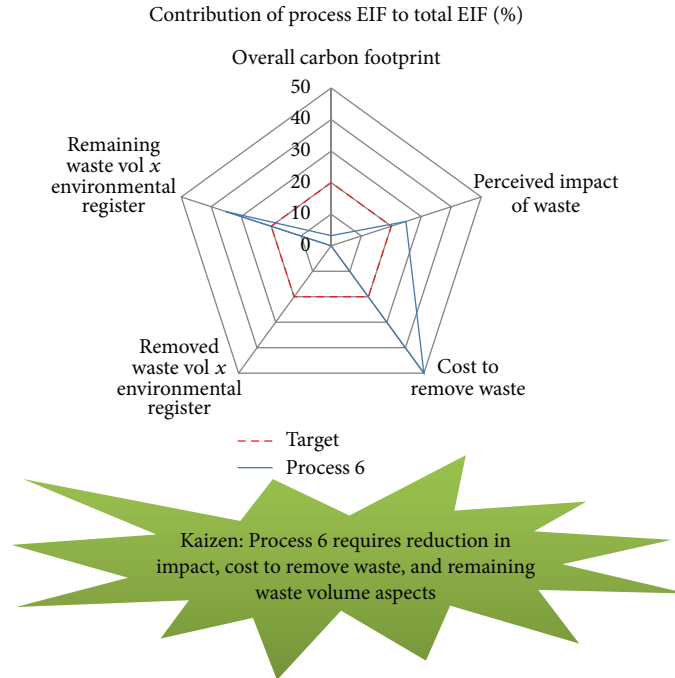 Contribution of process EIF to total EIF (%)
Overall carbon footprint
50
40
30
20
10
0
Remaining
waste vol x
environmental
register
Perceived impact
of waste
Removed
waste vol x
environmental
register
Cost to
remove waste
Target
Process 6
Kaizen: Process 6 requires reduction in
impact, cost to remove waste, and remaining
waste volume aspects